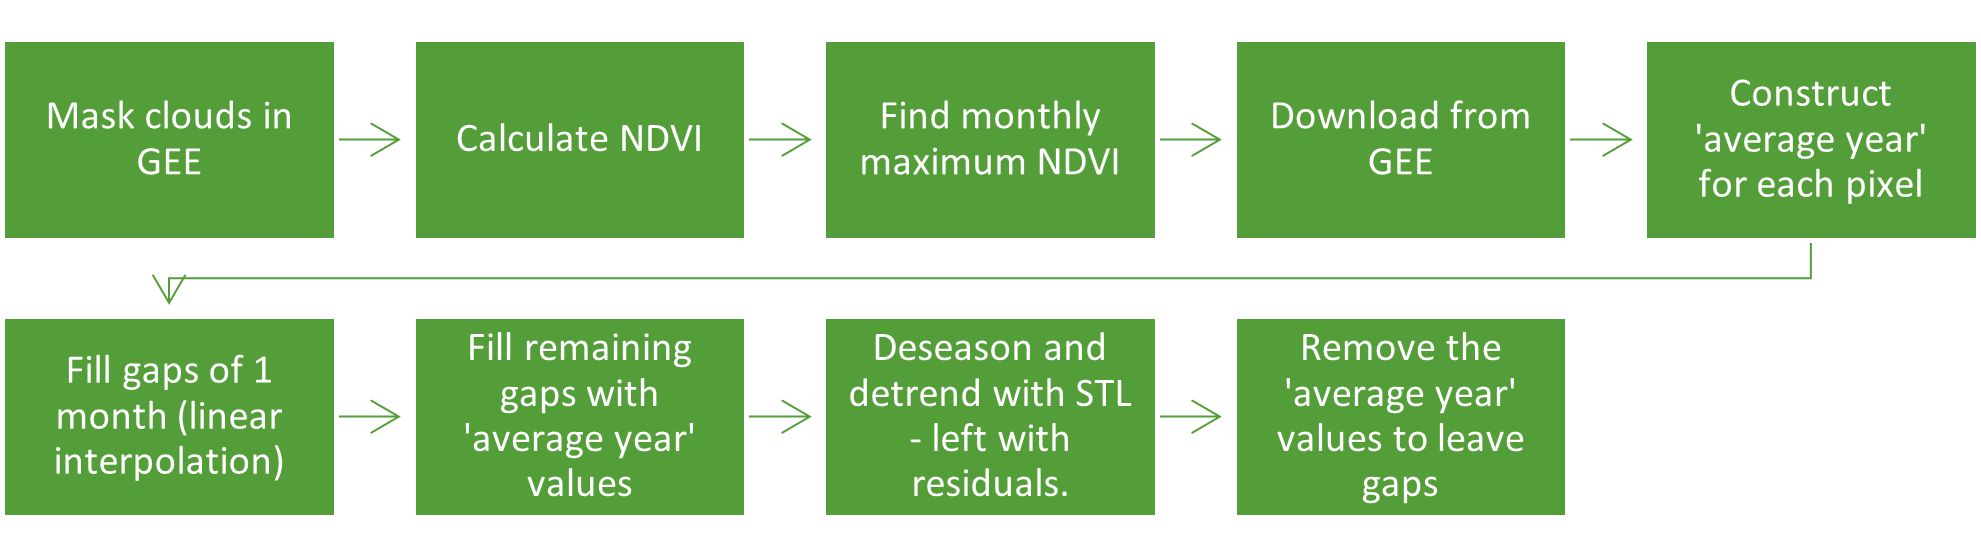 Mask clouds in
GEE
Calculate NDVI
Find monthly
maximum NDVI
Download from
GEE
Construct
'average year'
for each pixel
Fill gaps of 1
month (linear
interpolation)
Fill remaining
gaps with
'average year'
values
Deseason and
detrend with STL
- left with
residuals.
Remove the
'average year'
values to leave
gaps